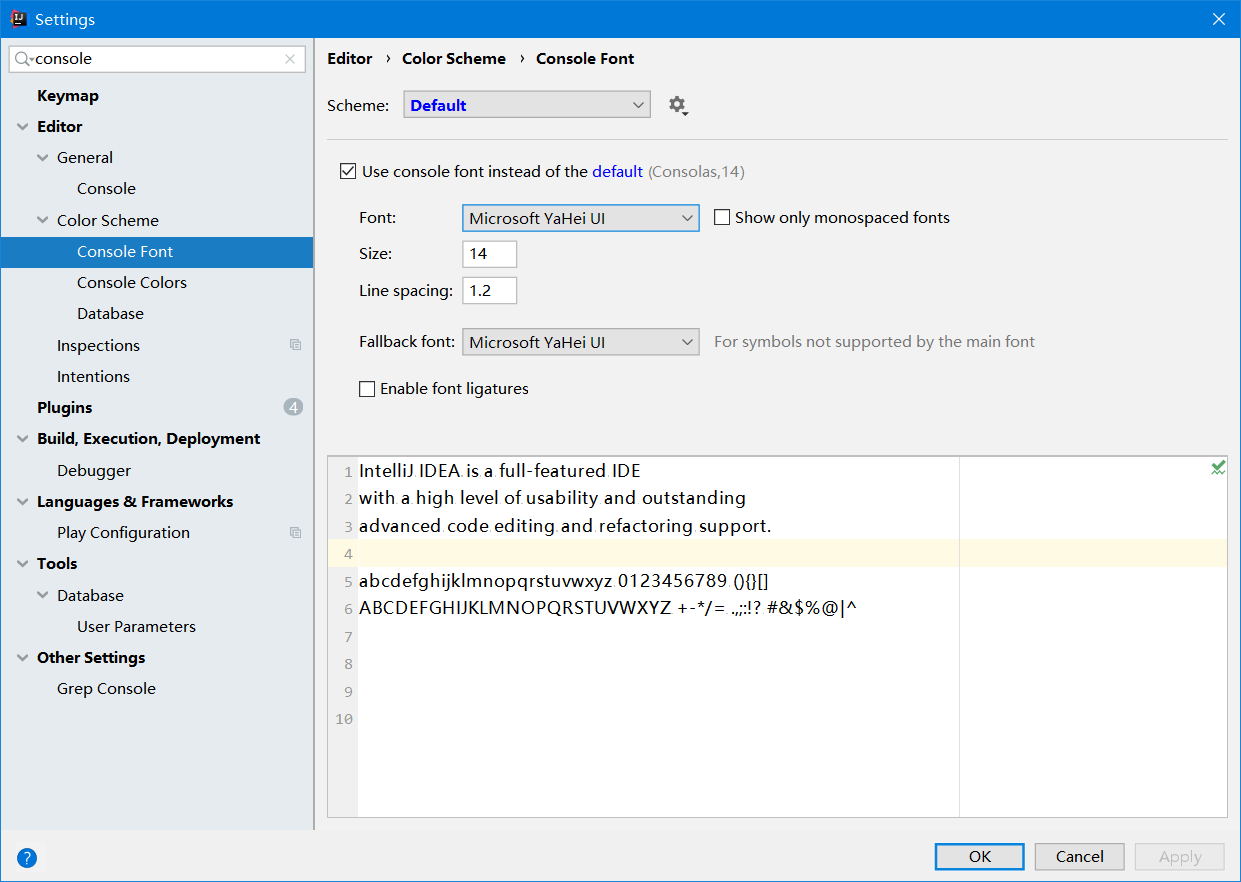 Settings
console
Keymap
Editor
General
Console
Color Scheme
Console Font
Console Colors
Database
Inspections
Intentions
Plugins 4
Build, Execution, Deployment
Debugger
Languages & Frameworks
Play Configuration
Tools
Database
User Parameters
Other Settings
Grep Console
Editor › Color Scheme › Console Font
Scheme: Default
Use console font instead of the default (Consolas,14)
Font: Microsoft YaHei UI Show only monospaced fonts
Size: 14
Line spacing: 1.2
Fallback font: Microsoft YaHei UI For symbols not supported by the main font
Enable font ligatures
1 IntelliJ IDEA is a full-featured IDE
2 with a high level of usability and outstanding
3 advanced code editing and refactoring support.
4
5 abcdefghijklmnopqrstuvwxyz 0123456789 (){}[]
6 ABCDEFGHIJKLMNOPQRSTUVWXYZ +-*/= .,;:!? #&$%@|^
7
8
9
10
? OK Cancel Apply